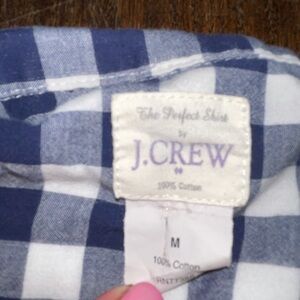 The Perfect Shirt
by
J.CREW
100% Cotton
M
100% Cotton